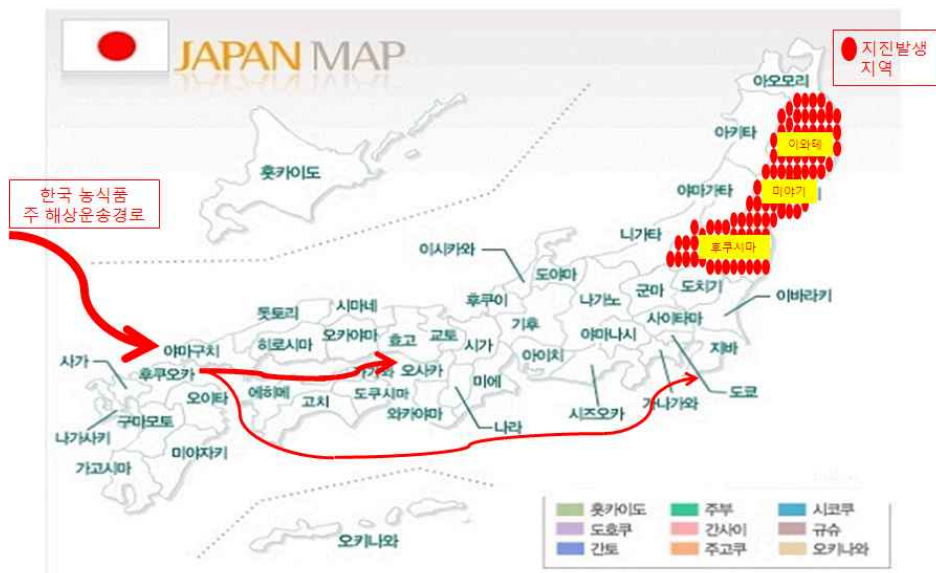 JAPAN MAP
지진발생
지역
아오모리
아키타
이와테
홋카이도
한국 농식품
주 해상운송경로
야마가타
미야기
니가타
이시카와
후쿠시마
도야마
후쿠이
나가노
군마
도치기
이바라키
돗토리
시마네
오카야마
효고
교토
시가
기후
야마나시
사이타마
지바
야마구치
히로시마
사가
후쿠오카
오사카
아이치
오이타
에히메
고치
도쿠시마
미에
와카야마
나라
시즈오카
가나가와
도쿄
나가사키
구마모토
미야자키
가고시마
오키나와
홋카이도
주부
시코쿠
도호쿠
간사이
규슈
간토
주고쿠
오키나와